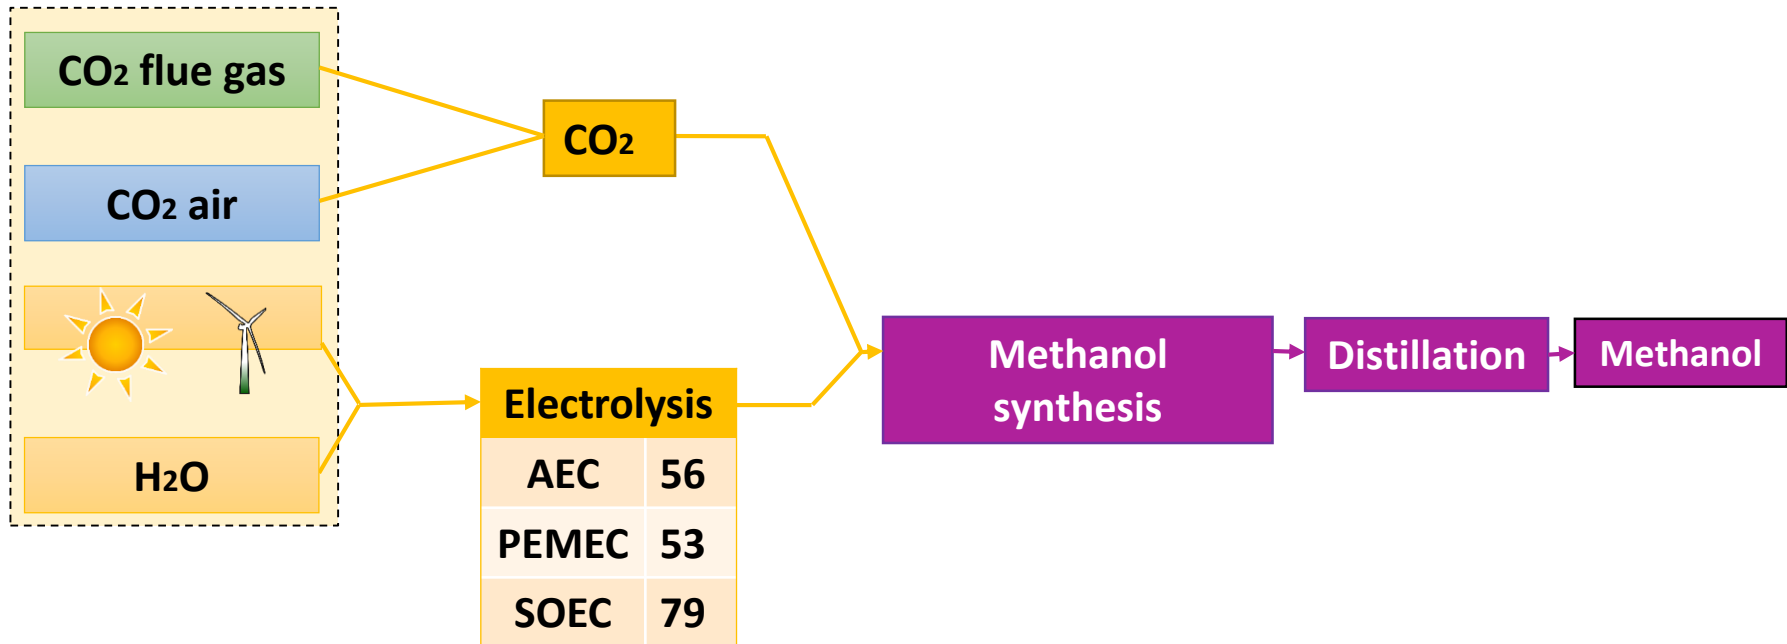 CO2 flue gas
CO2
CO2 air
Methanol
synthesis
Distillation
Methanol
Electrolysis
AEC 56
H2O
PEMEC 53
SOEC 79